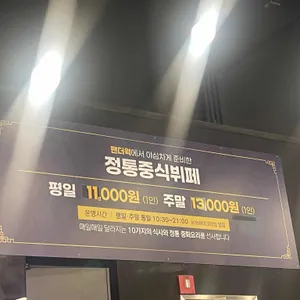 팬더웍에서 야심차게 준비한
정통중식뷔페
평일 11,000원 (1인) 주말 13,000원 (1인)
운영시간 평일·주말 동일 10:30~21:00
매일매일 달라지는 10가지의 식사와 정통 중화요리를 선사합니다